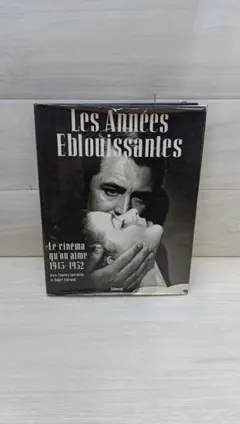 Les Années
Eblouissantes
Le cinéma
qu'on aime
1945-1952